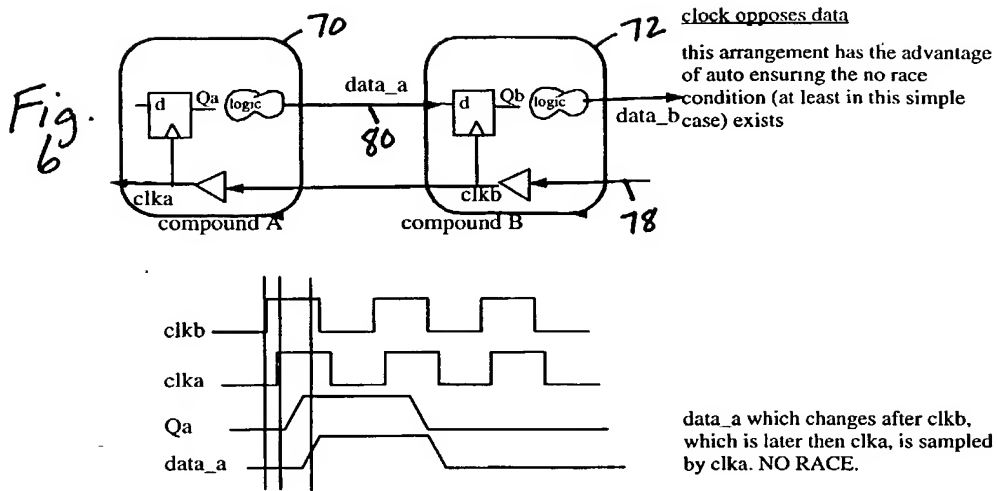 clock opposes data
70
72
this arrangement has the advantage
of auto ensuring the no race
condition (at least in this simple
case) exists
Fig.
6
d
Qa
logic
data_a
80
d
Qb
logic
data_b
clka
clkb
78
compound A
compound B
clkb
clka
Qa
data_a
data_a which changes after clkb,
which is later then clka, is sampled
by clka. NO RACE.